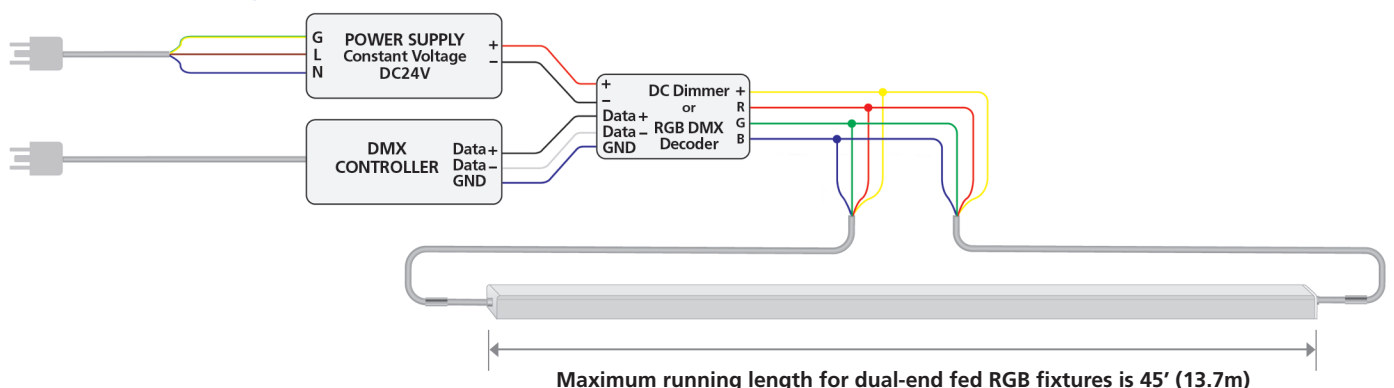 G
L
N
POWER SUPPLY
Constant Voltage
DC24V
+
–
DMX
CONTROLLER
Data+
Data–
GND
+
–
Data+
Data–
GND
DC Dimmer
or
RGB DMX
Decoder
+
R
G
B
Maximum running length for dual-end fed RGB fixtures is 45’ (13.7m)